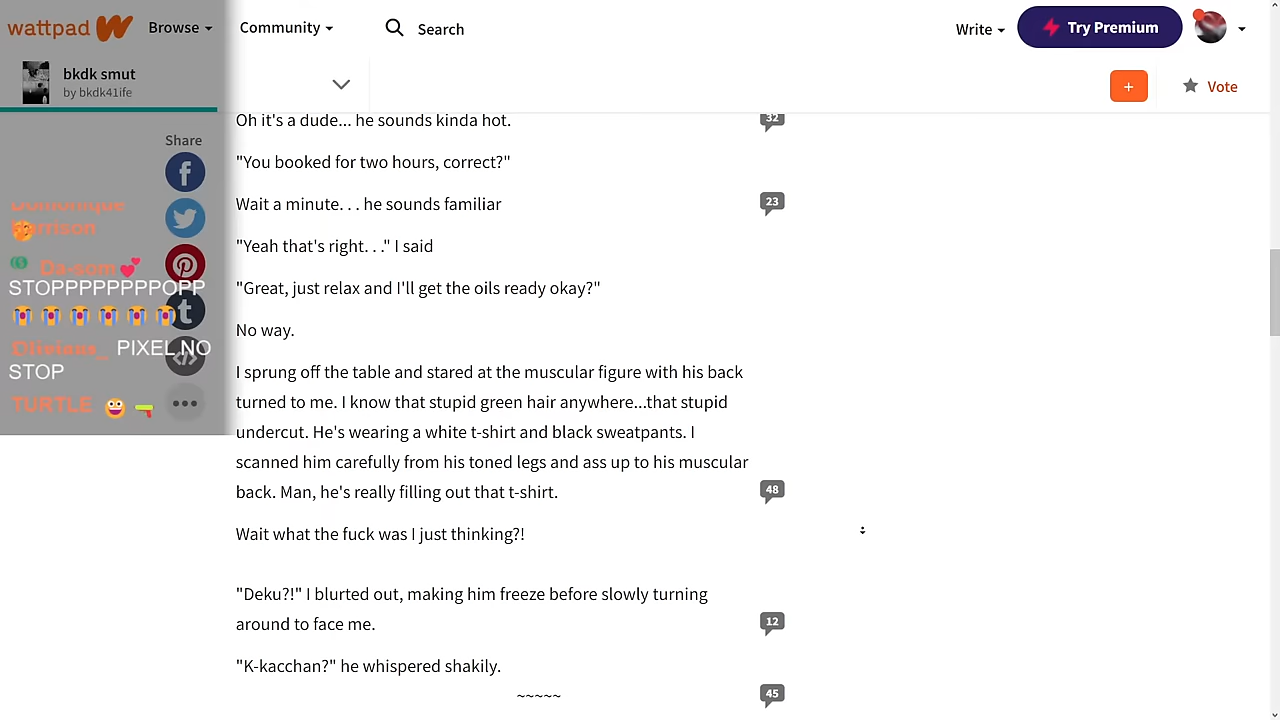 wattpad
Browse
Community
Search
Write
Try Premium
bkdk smut
by bkdk41ife
+
Vote
Share
Domonique
Harrison
Da-som
STOPPPPPPPPOPP
Olivious_ PIXEL NO
STOP
TURTLE
Oh it's a dude... he sounds kinda hot.
32
"You booked for two hours, correct?"
Wait a minute. . . he sounds familiar
23
"Yeah that's right. . ." I said
"Great, just relax and I'll get the oils ready okay?"
No way.
I sprung off the table and stared at the muscular figure with his back
turned to me. I know that stupid green hair anywhere...that stupid
undercut. He's wearing a white t-shirt and black sweatpants. I
scanned him carefully from his toned legs and ass up to his muscular
back. Man, he's really filling out that t-shirt.
48
Wait what the fuck was I just thinking?!
"Deku?!" I blurted out, making him freeze before slowly turning
around to face me.
12
"K-kacchan?" he whispered shakily.
~~~~~
45